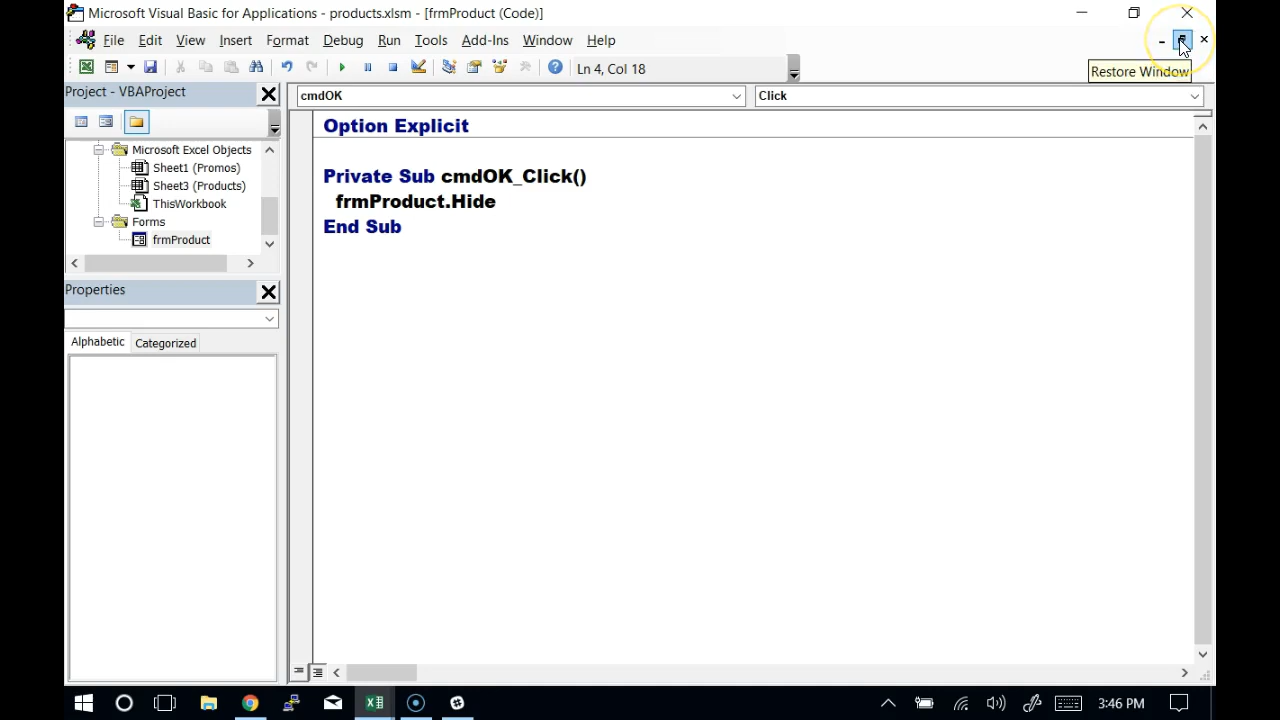 Microsoft Visual Basic for Applications - products.xlsm - [frmProduct (Code)]
File Edit View Insert Format Debug Run Tools Add-Ins Window Help
Ln 4, Col 18
Restore Window
Project - VBAProject
cmdOK
Click
Microsoft Excel Objects
Sheet1 (Promos)
Sheet3 (Products)
ThisWorkbook
Forms
frmProduct
Option Explicit
Private Sub cmdOK_Click()
frmProduct.Hide
End Sub
Properties
Alphabetic Categorized
3:46 PM